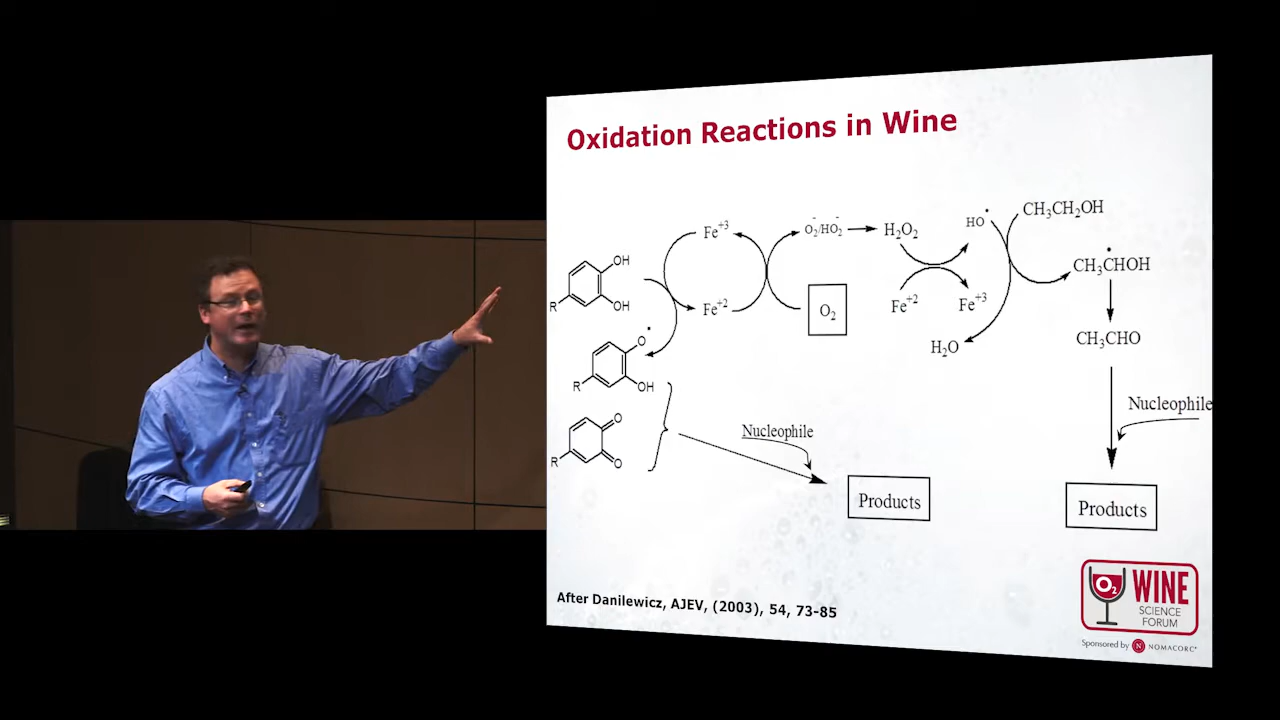 Oxidation Reactions in Wine
OH
OH
R
Fe+3
Fe+2
O2-/HO2-
H2O2
O2
HO•
CH3CH2OH
Fe+2
Fe+3
H2O
CH3ĊHOH
CH3CHO
O•
OH
R
O
O
R
Nucleophile
Products
Nucleophile
Products
After Danilewicz, AJEV, (2003), 54, 73-85
O2
WINE
SCIENCE
FORUM
Sponsored by N NOMACORC